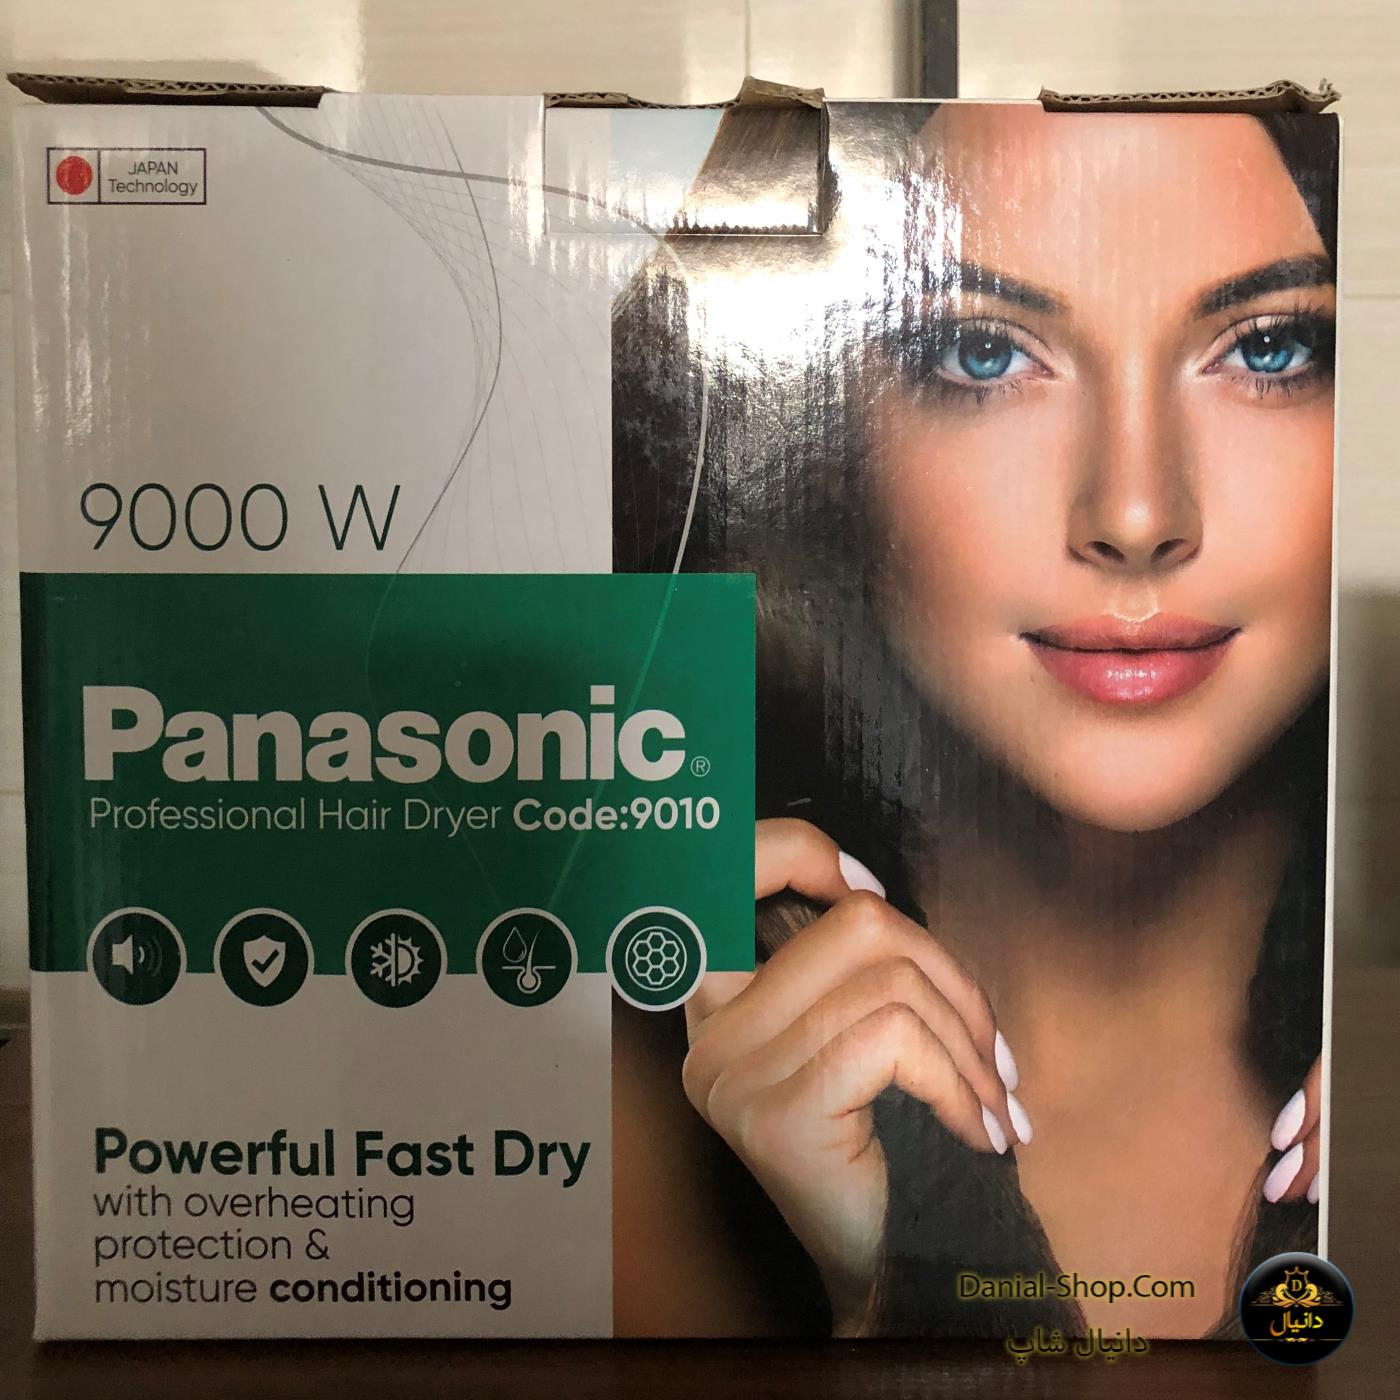 JAPAN
Technology
9000 W
Panasonic®
Professional Hair Dryer Code:9010
Powerful Fast Dry
with overheating
protection &
moisture conditioning
Danial-Shop.Com
دانیال شاپ
D
دانیال